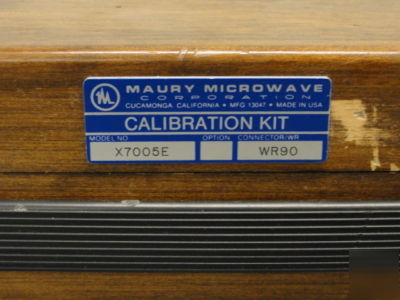 MAURY MICROWAVE
CORPORATION
CUCAMONGA CALIFORNIA • MFG 13047 • MADE IN USA
CALIBRATION KIT
MODEL NO OPTION CONNECTOR/WR
X7005E WR90